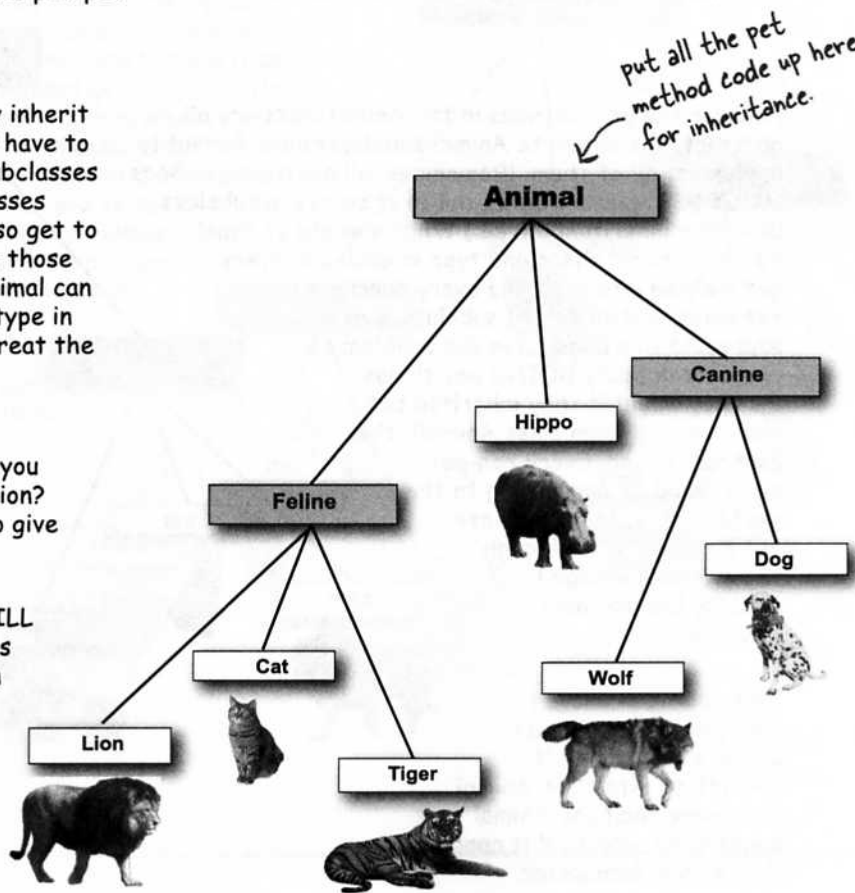 put all the pet
method code up here
for inheritance.
inherit
have to
bclasses
sses
so get to
those
imal can
type in
reat the
you
ion?
o give
ILL
s
Animal
Canine
Hippo
Feline
Dog
Cat
Wolf
Lion
Tiger